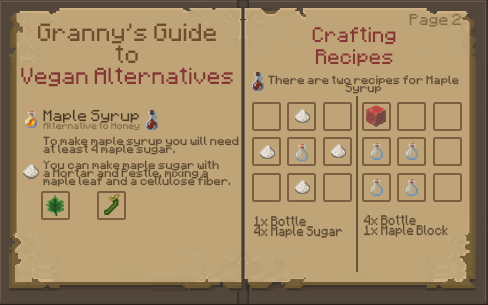 Granny's Guide
to
Vegan Alternatives
Maple Syrup
Alternative to Honey
To make maple syrup you will need
at least 4 maple sugar.
You can make maple sugar with
a Mortar and Pestle, mixing a
maple leaf and a cellulose fiber.
Page 2
Crafting
Recipes
There are two recipes for Maple
Syrup
1x Bottle
4x Maple Sugar
4x Bottle
1x Maple Block